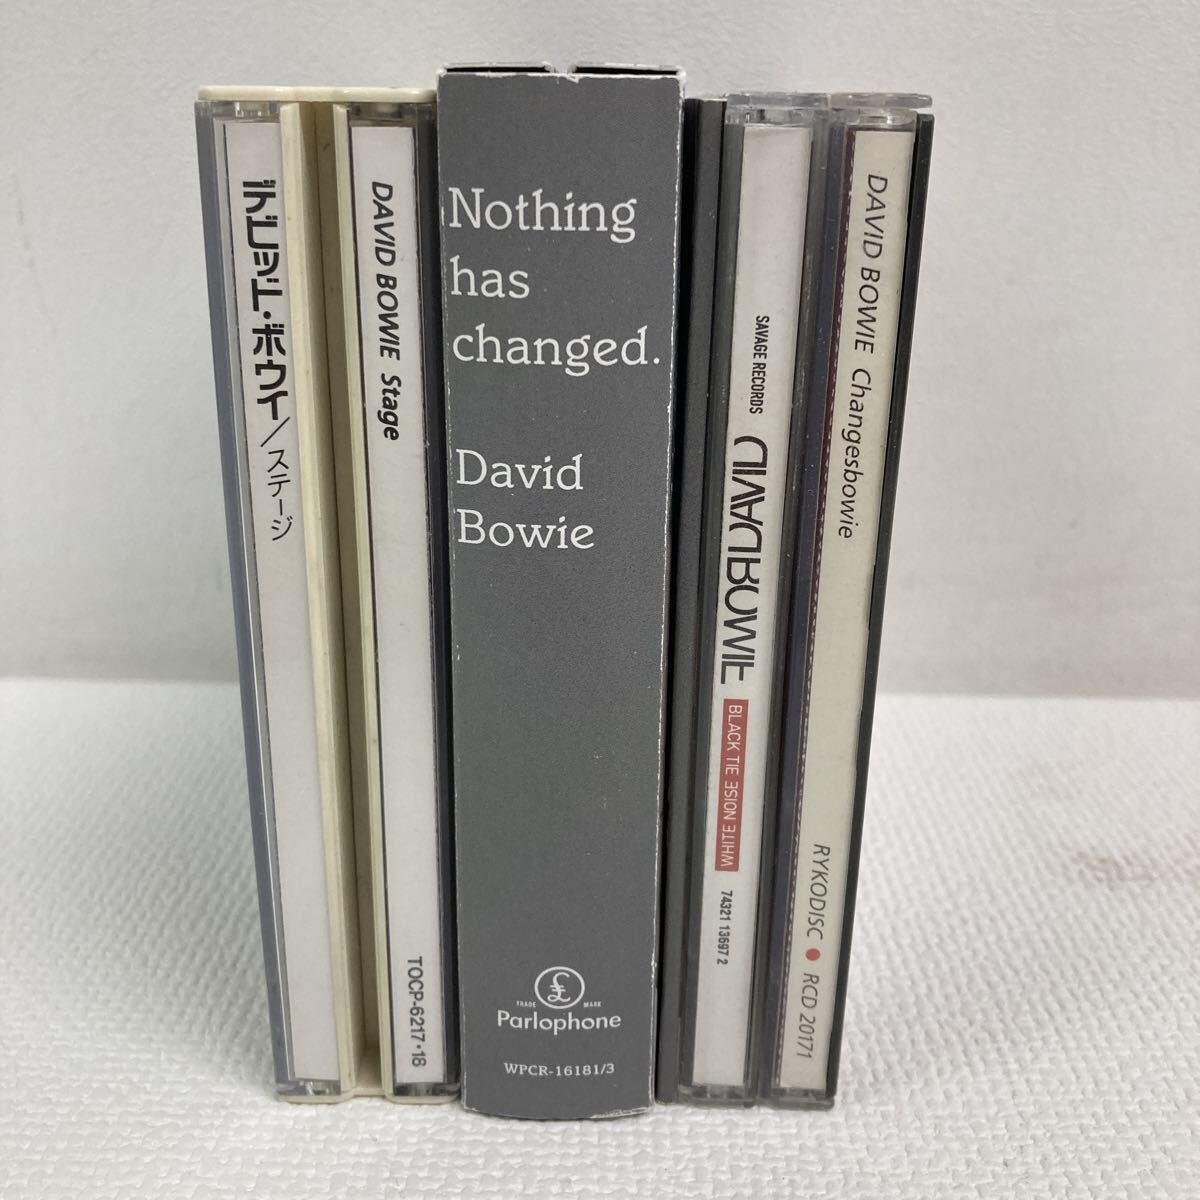 デビッド・ボウイ／ステージ
DAVID BOWIE Stage
TOCP-6217・18
Nothing
has
changed.
David
Bowie
TRADE MARK
Parlophone
WPCR-16181/3
SAVAGE RECORDS
DAVID BOWIE
BLACK TIE WHITE NOISE
74321 13697 2
DAVID BOWIE Changesbowie
RYKODISC ● RCD 20171